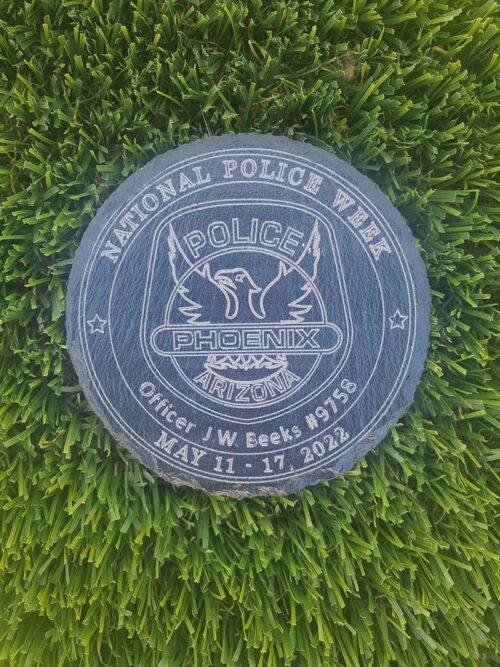 NATIONAL POLICE WEEK
POLICE
PHOENIX
ARIZONA
Officer J.W. Beeks #9758
MAY 11 - 17, 2022